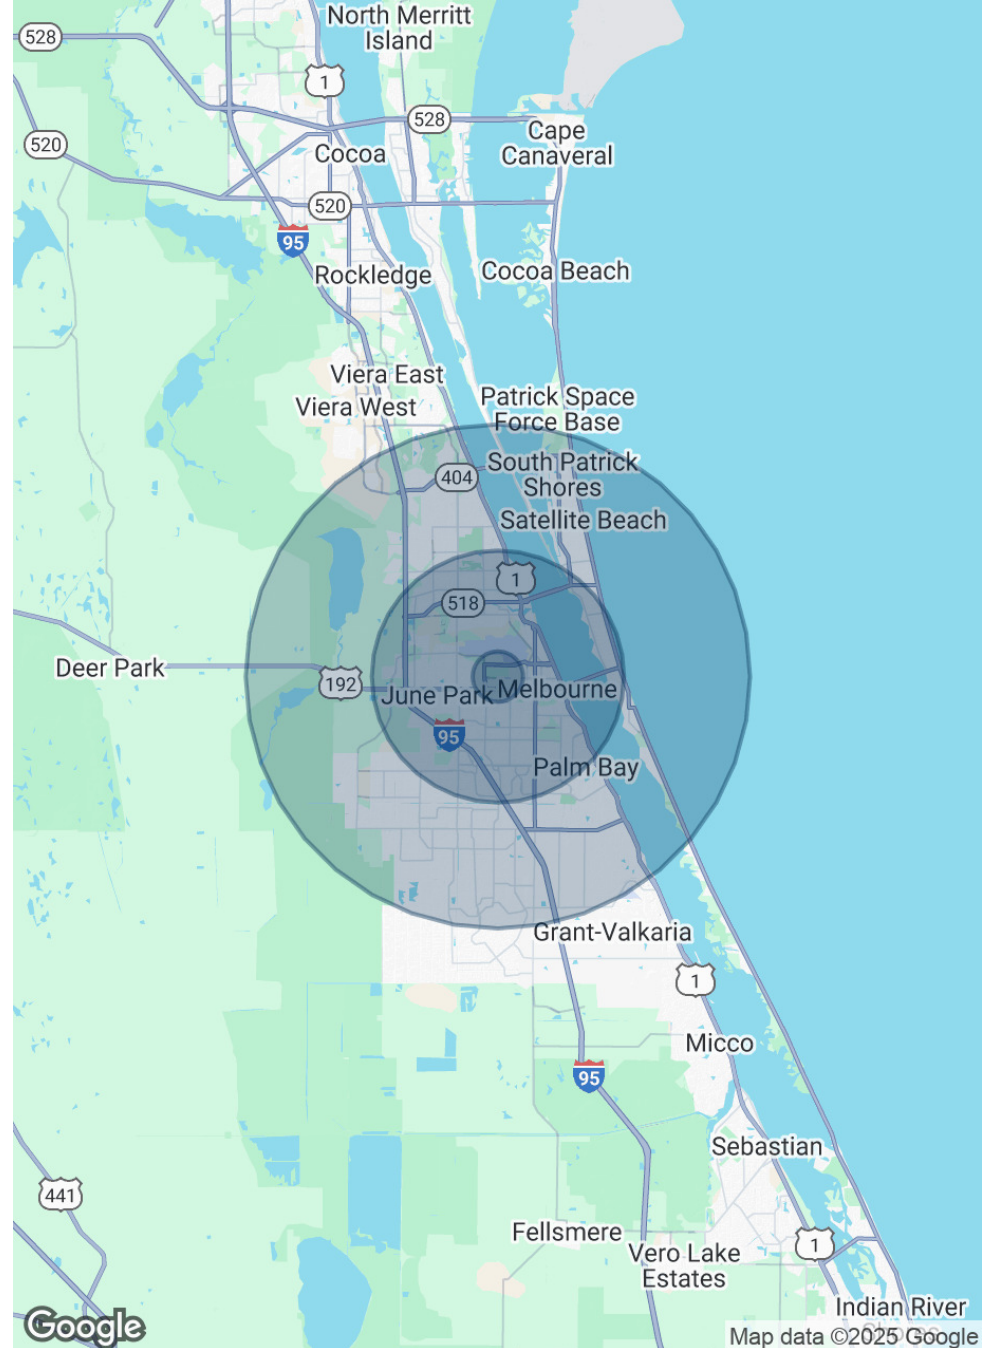 North Merritt
Island
528
1
528
Cape
Canaveral
520
Cocoa
520
95
Rockledge
Cocoa Beach
Viera East
Patrick Space
Force Base
Viera West
South Patrick
Shores
404
Satellite Beach
1
518
Deer Park
192
June Park
Melbourne
95
Palm Bay
Grant-Valkaria
1
Micco
95
Sebastian
441
Fellsmere
1
Vero Lake
Estates
Indian River
Shores
Google
Map data ©2025 Google